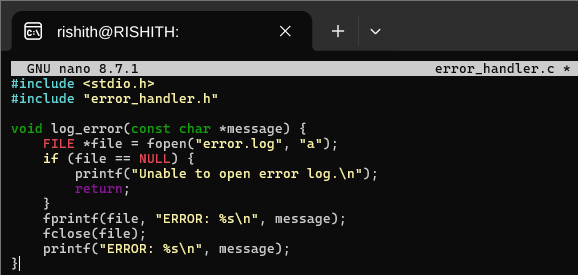 rishith@RISHITH:
GNU nano 8.7.1 error_handler.c *
#include <stdio.h>
#include "error_handler.h"

void log_error(const char *message) {
    FILE *file = fopen("error.log", "a");
    if (file == NULL) {
        printf("Unable to open error log.\n");
        return;
    }
    fprintf(file, "ERROR: %s\n", message);
    fclose(file);
    printf("ERROR: %s\n", message);
}